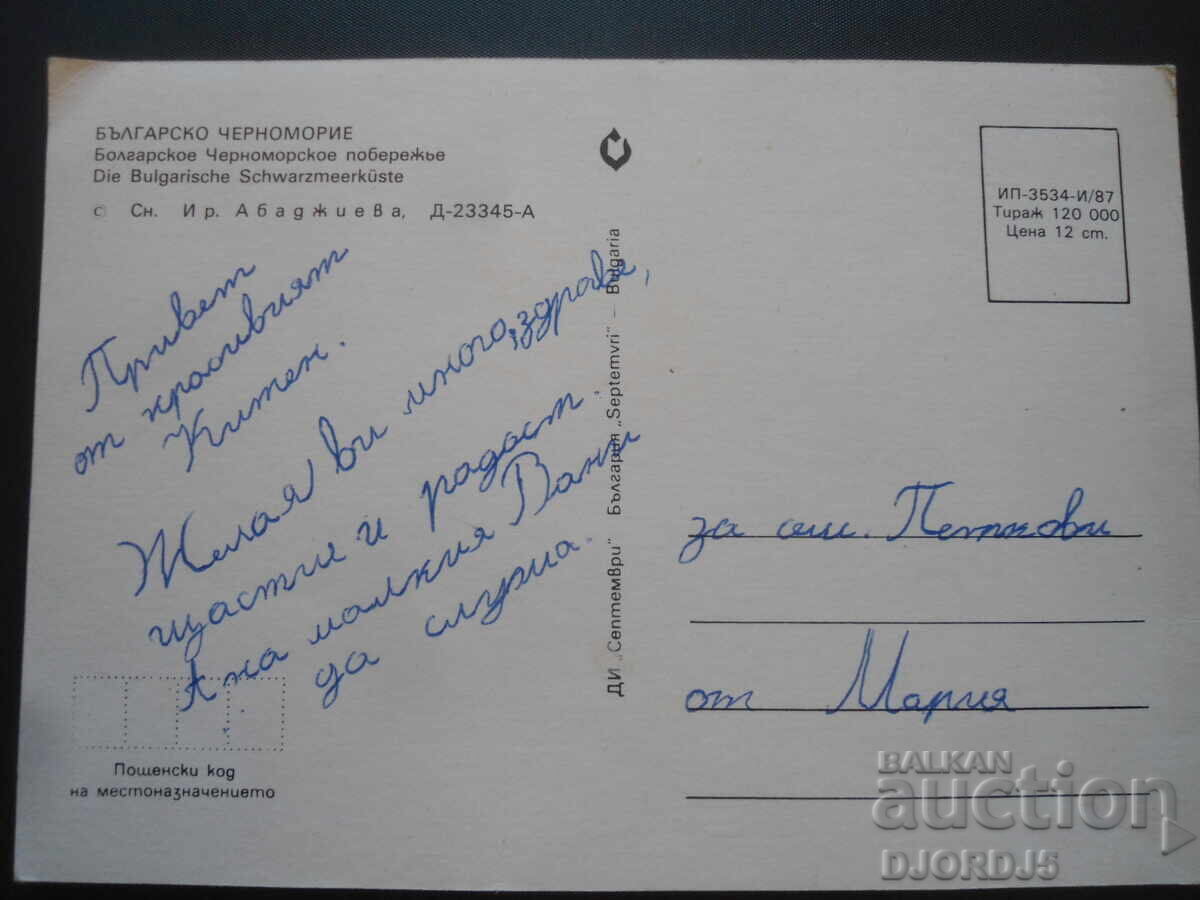 БЪЛГАРСКО ЧЕРНОМОРИЕ
Болгарское Черноморское побережье
Die Bulgarische Schwarzmeerküste
© Сн. Ир. Абаджиева, Д-23345-А
Привет
от красивият
Китен.
Желая ви много здраве,
щастие и радост.
А на малкия Вани
да слуша.
Пощенски код
на местоназначението
ДИ „Септември" България „Septemvri" – Bulgaria
ИП-3534-И/87
Тираж 120 000
Цена 12 ст.
за сем. Петкови
от Мария
BALKAN
auction
DJORDJ5